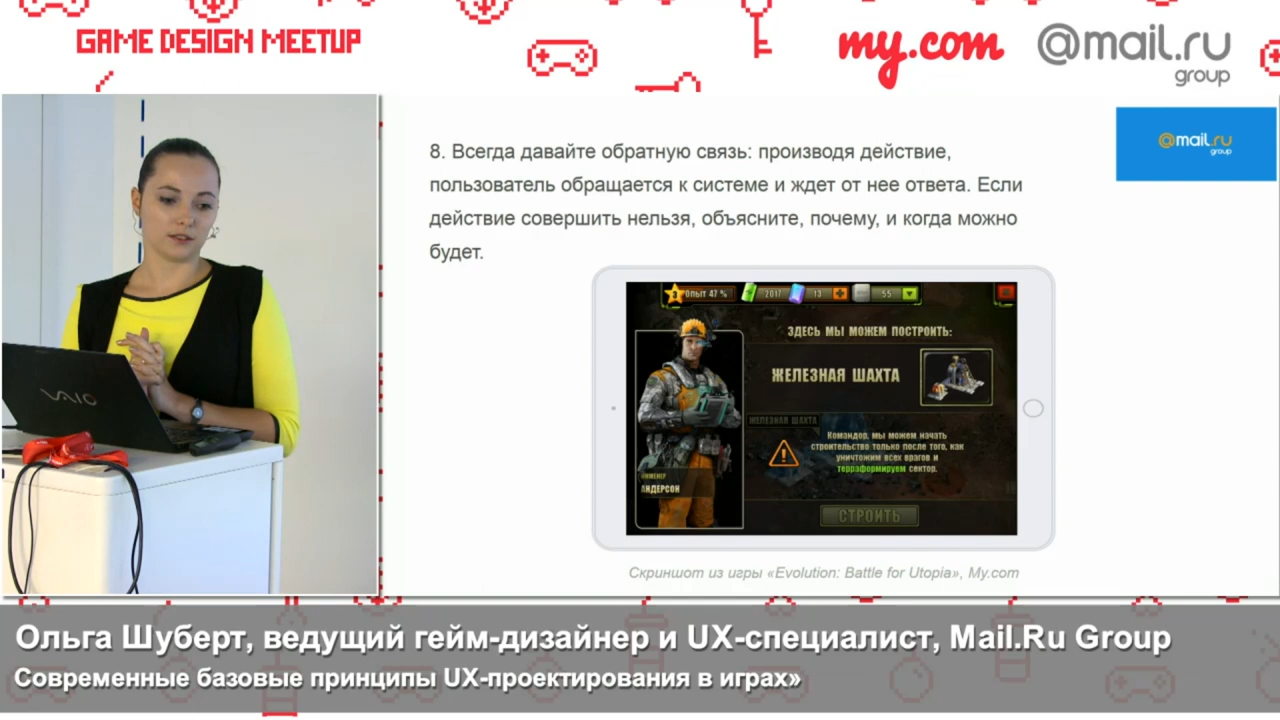 GAME DESIGN MEETUP
my.com
@mail.ru
group
@mail.ru
group
8. Всегда давайте обратную связь: производя действие,
пользователь обращается к системе и ждет от нее ответа. Если
действие совершить нельзя, объясните, почему, и когда можно
будет.
3 Опыт 47 % 2017 13 55
ЗДЕСЬ МЫ МОЖЕМ ПОСТРОИТЬ:
ЖЕЛЕЗНАЯ ШАХТА
ЖЕЛЕЗНАЯ ШАХТА
Командор, мы можем начать
строительство только после того, как
уничтожим всех врагов и
терраформируем сектор.
ИНЖЕНЕР
АНДЕРСОН
СТРОИТЬ
Скриншот из игры «Evolution: Battle for Utopia», My.com
VAIO
Ольга Шуберт, ведущий гейм-дизайнер и UX-специалист, Mail.Ru Group
Современные базовые принципы UX-проектирования в играх»